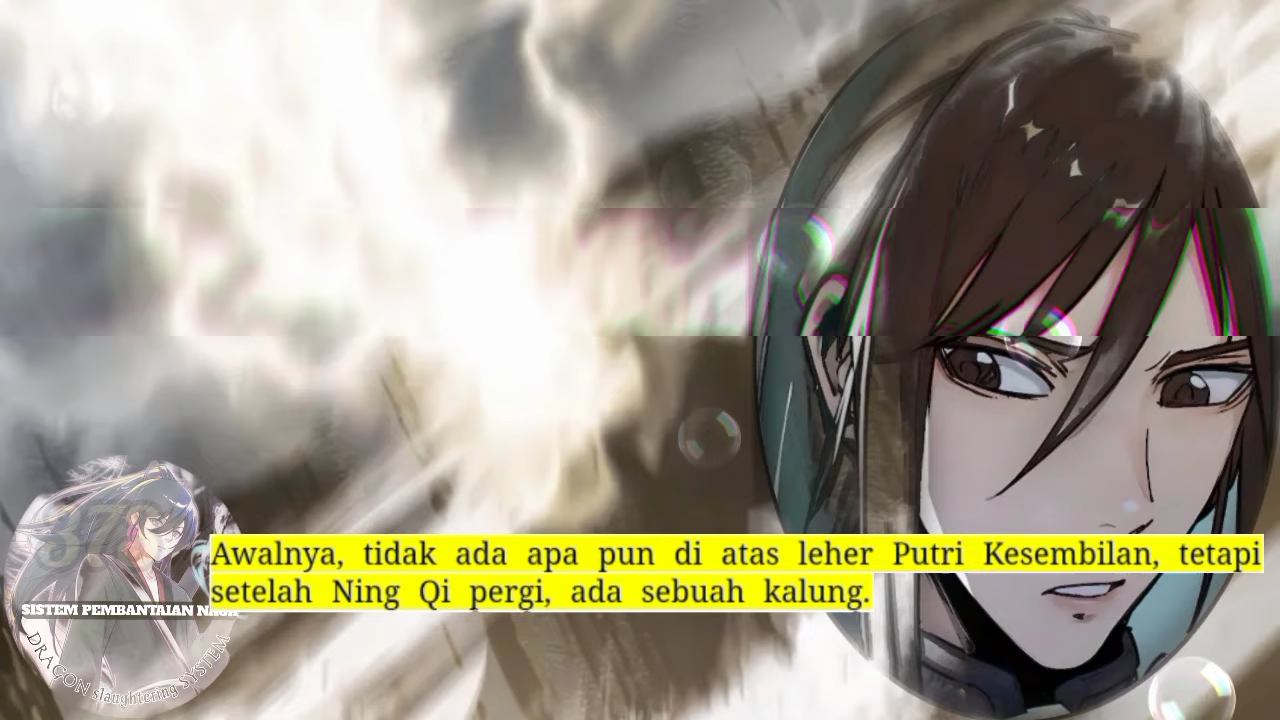 Awalnya, tidak ada apa pun di atas leher Putri Kesembilan, tetapi
setelah Ning Qi pergi, ada sebuah kalung.
SISTEM PEMBANTAIAN NAGA
DRAGON slaughtering SYSTEM